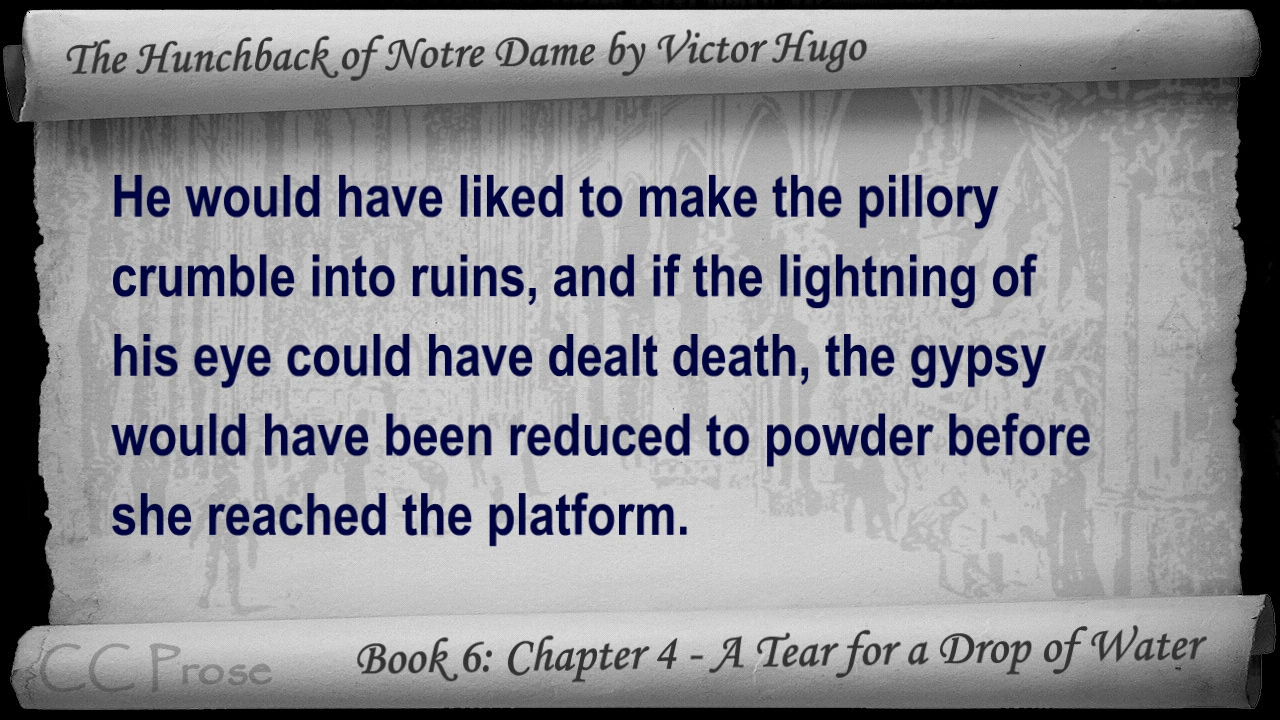 The Hunchback of Notre Dame by Victor Hugo
He would have liked to make the pillory
crumble into ruins, and if the lightning of
his eye could have dealt death, the gypsy
would have been reduced to powder before
she reached the platform.
CC Prose
Book 6: Chapter 4 - A Tear for a Drop of Water